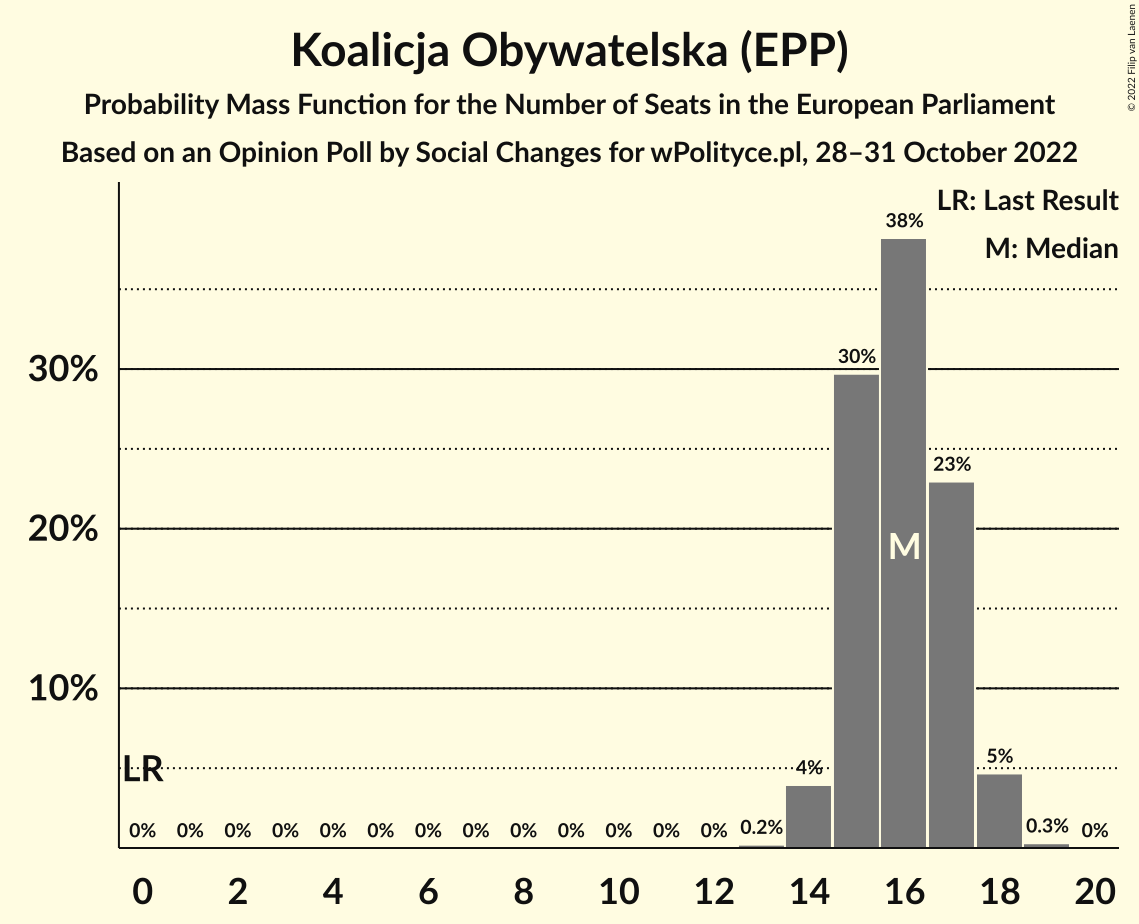 Koalicja Obywatelska (EPP)
Probability Mass Function for the Number of Seats in the European Parliament
Based on an Opinion Poll by Social Changes for wPolityce.pl, 28–31 October 2022
© 2022 Filip van Laenen
LR: Last Result
M: Median
38%
30%
30%
23%
20%
M
10%
LR
4%
5%
0% 0% 0% 0% 0% 0% 0% 0% 0% 0% 0% 0% 0% 0.2% 0.3% 0%
0 2 4 6 8 10 12 14 16 18 20